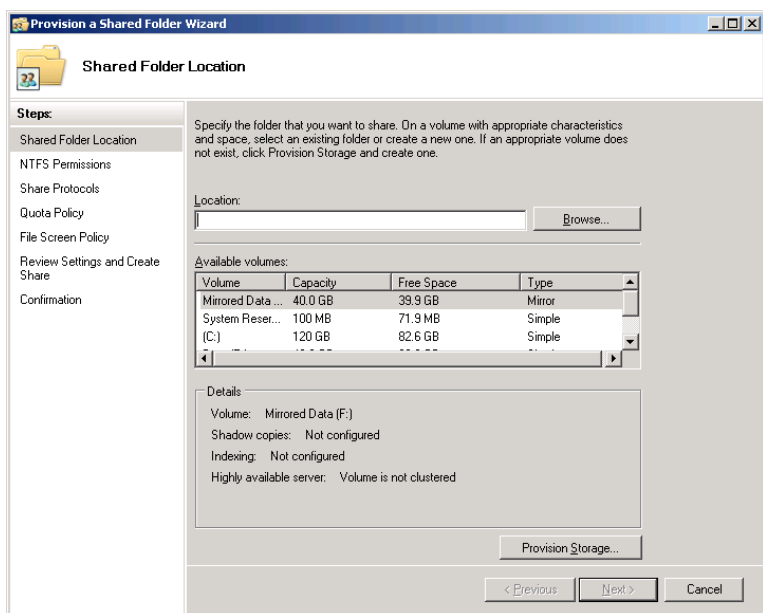 Provision a Shared Folder Wizard
Shared Folder Location
Steps:
Shared Folder Location
NTFS Permissions
Share Protocols
Quota Policy
File Screen Policy
Review Settings and Create
Share
Confirmation
Specify the folder that you want to share. On a volume with appropriate characteristics
and space, select an existing folder or create a new one. If an appropriate volume does
not exist, click Provision Storage and create one.
Location:
Browse...
Available volumes:
Volume Capacity Free Space Type
Mirrored Data ... 40.0 GB 39.9 GB Mirror
System Reser... 100 MB 71.9 MB Simple
(C:) 120 GB 82.6 GB Simple
Details
Volume: Mirrored Data (F:)
Shadow copies: Not configured
Indexing: Not configured
Highly available server: Volume is not clustered
Provision Storage...
< Previous Next > Cancel